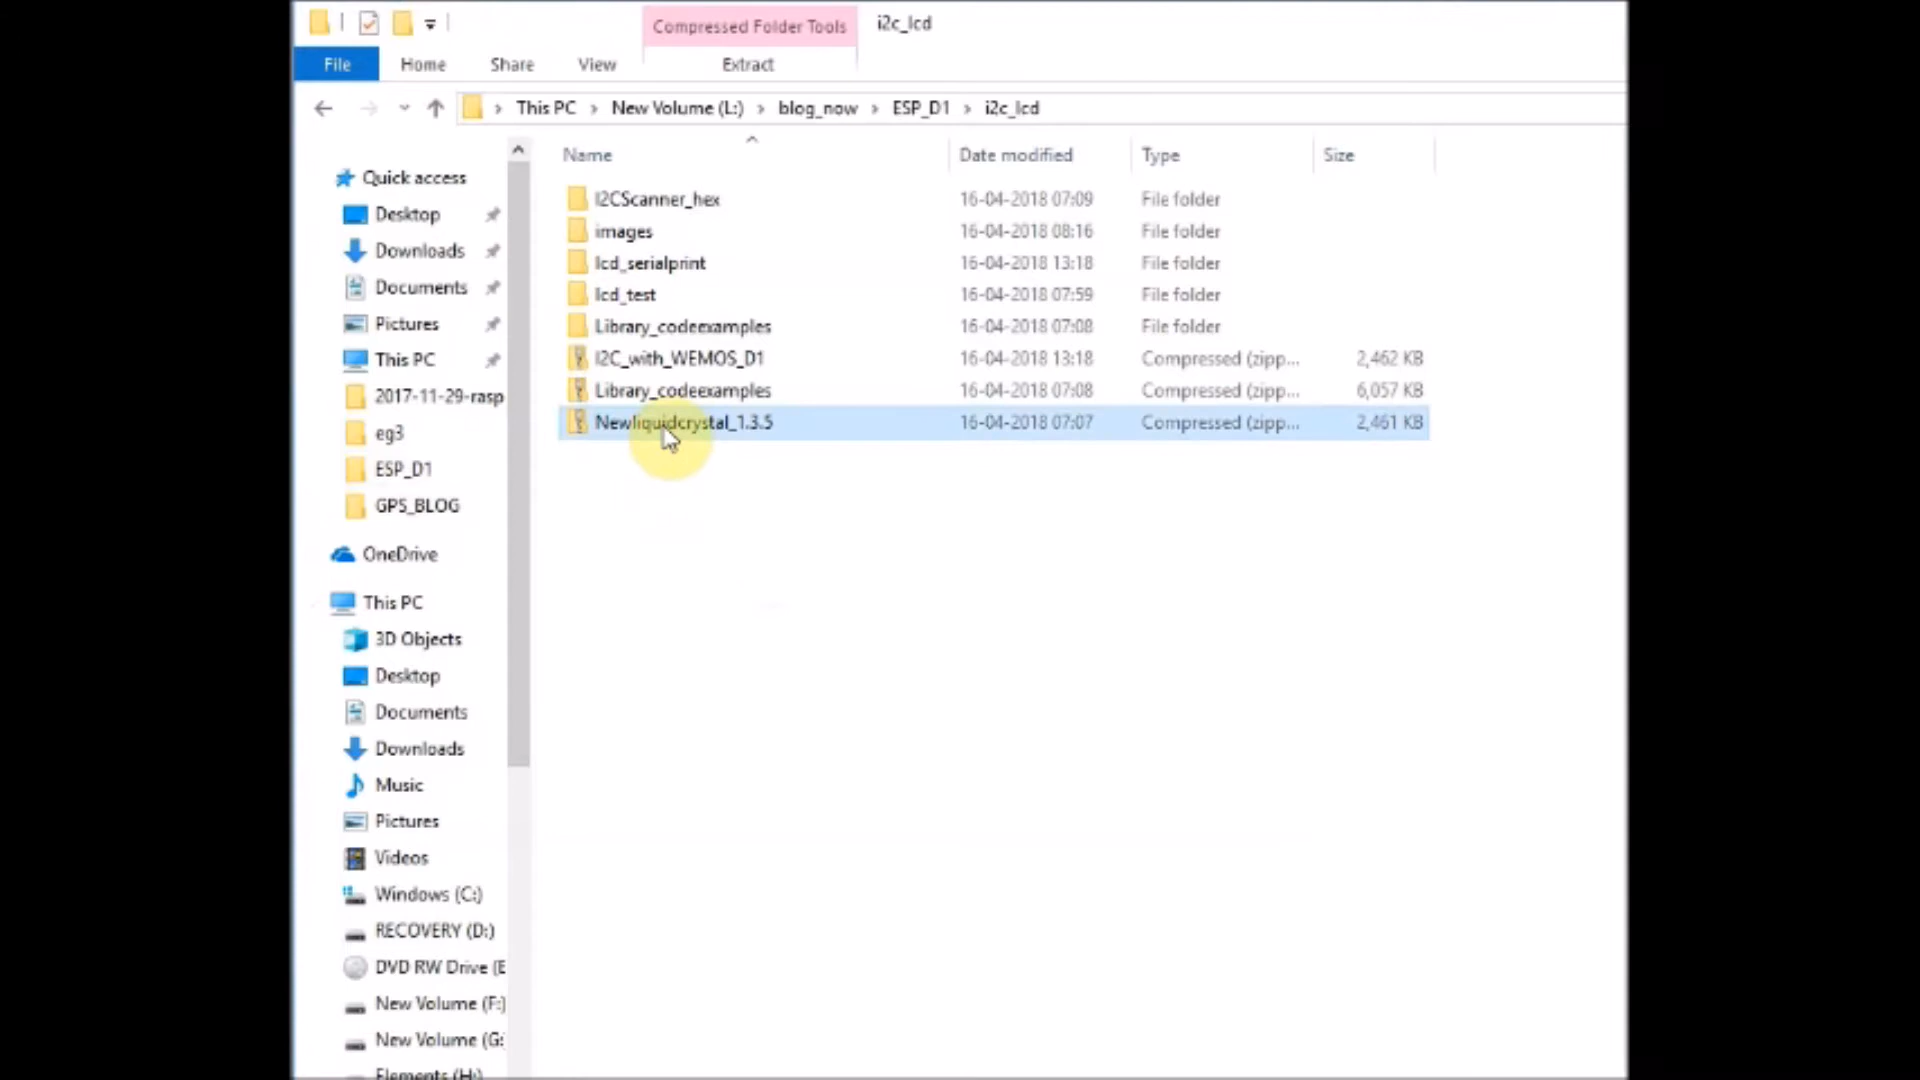 Compressed Folder Tools i2c_lcd
File Home Share View Extract
This PC New Volume (L:) blog_now ESP_D1 i2c_lcd
Name Date modified Type Size
Quick access
Desktop
Downloads
Documents
Pictures
This PC
2017-11-29-rasp
eg3
ESP_D1
GPS_BLOG
OneDrive
This PC
3D Objects
Desktop
Documents
Downloads
Music
Pictures
Videos
Windows (C:)
RECOVERY (D:)
DVD RW Drive (E
New Volume (F:)
New Volume (G:
Elements (H:)
I2CScanner_hex 16-04-2018 07:09 File folder
images 16-04-2018 08:16 File folder
lcd_serialprint 16-04-2018 13:18 File folder
lcd_test 16-04-2018 07:59 File folder
Library_codeexamples 16-04-2018 07:08 File folder
I2C_with_WEMOS_D1 16-04-2018 13:18 Compressed (zipp... 2,462 KB
Library_codeexamples 16-04-2018 07:08 Compressed (zipp... 6,057 KB
Newliquidcrystal_1.3.5 16-04-2018 07:07 Compressed (zipp... 2,461 KB